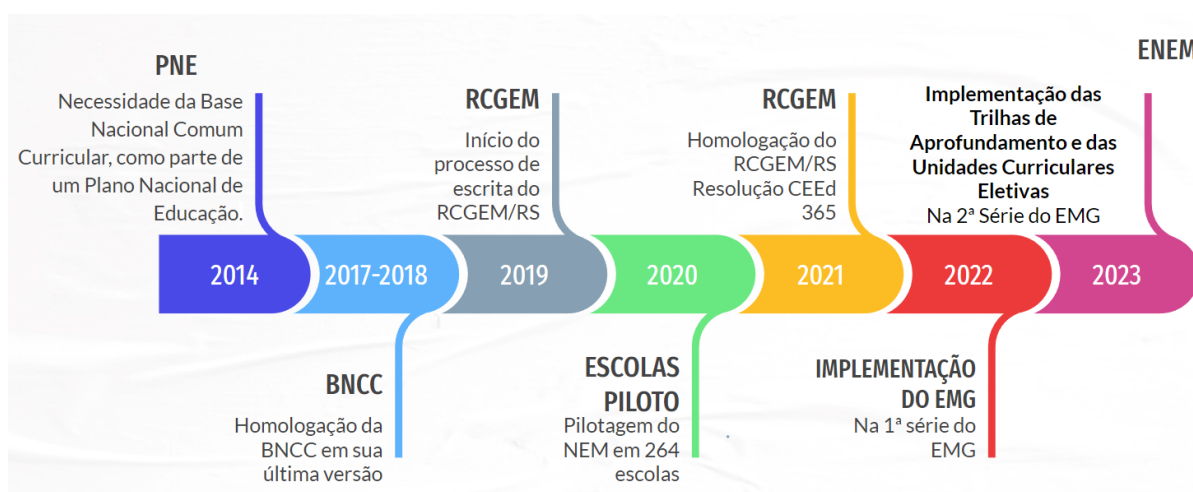 PNE
Necessidade da Base
Nacional Comum
Curricular, como parte de
um Plano Nacional de
Educação.
RCGEM
Início do
processo de
escrita do
RCGEM/RS
RCGEM
Homologação do
RCGEM/RS
Resolução CEEd
365
Implementação das
Trilhas de
Aprofundamento e das
Unidades Curriculares
Eletivas
Na 2ª Série do EMG
ENEM
2014
2017-2018
2019
2020
2021
2022
2023
BNCC
Homologação da
BNCC em sua
última versão
ESCOLAS
PILOTO
Pilotagem do
NEM em 264
escolas
IMPLEMENTAÇÃO
DO EMG
Na 1ª série do
EMG